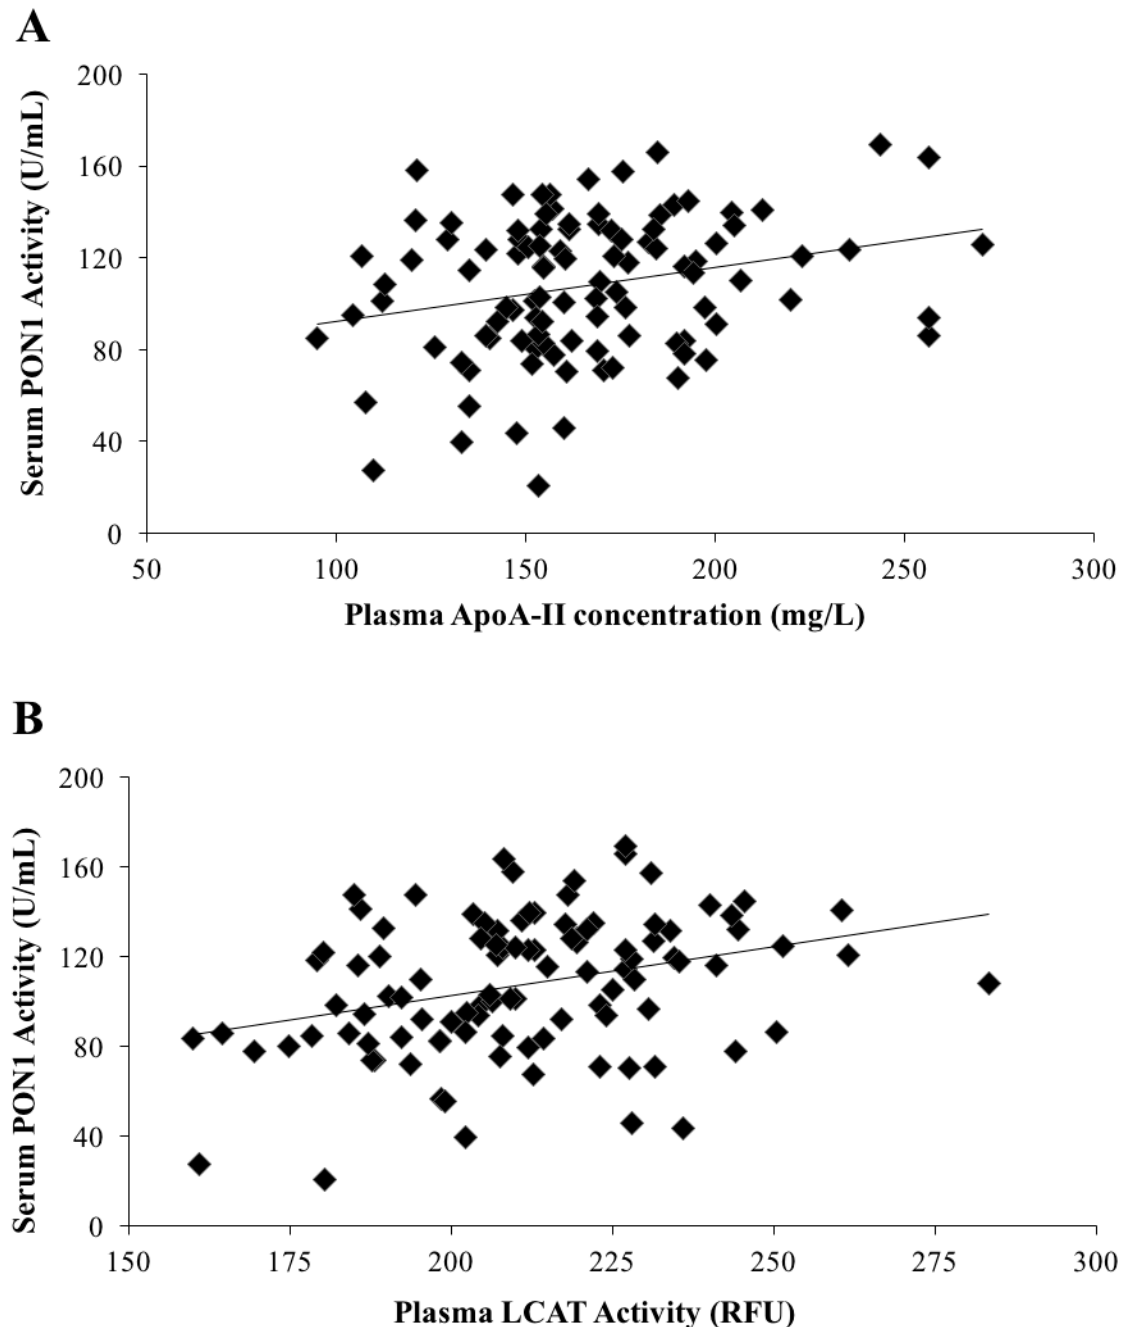 A
200
160
120
80
40
0
Serum PON1 Activity (U/mL)
50 100 150 200 250 300
Plasma ApoA-II concentration (mg/L)
B
200
160
120
80
40
0
Serum PON1 Activity (U/mL)
150 175 200 225 250 275 300
Plasma LCAT Activity (RFU)